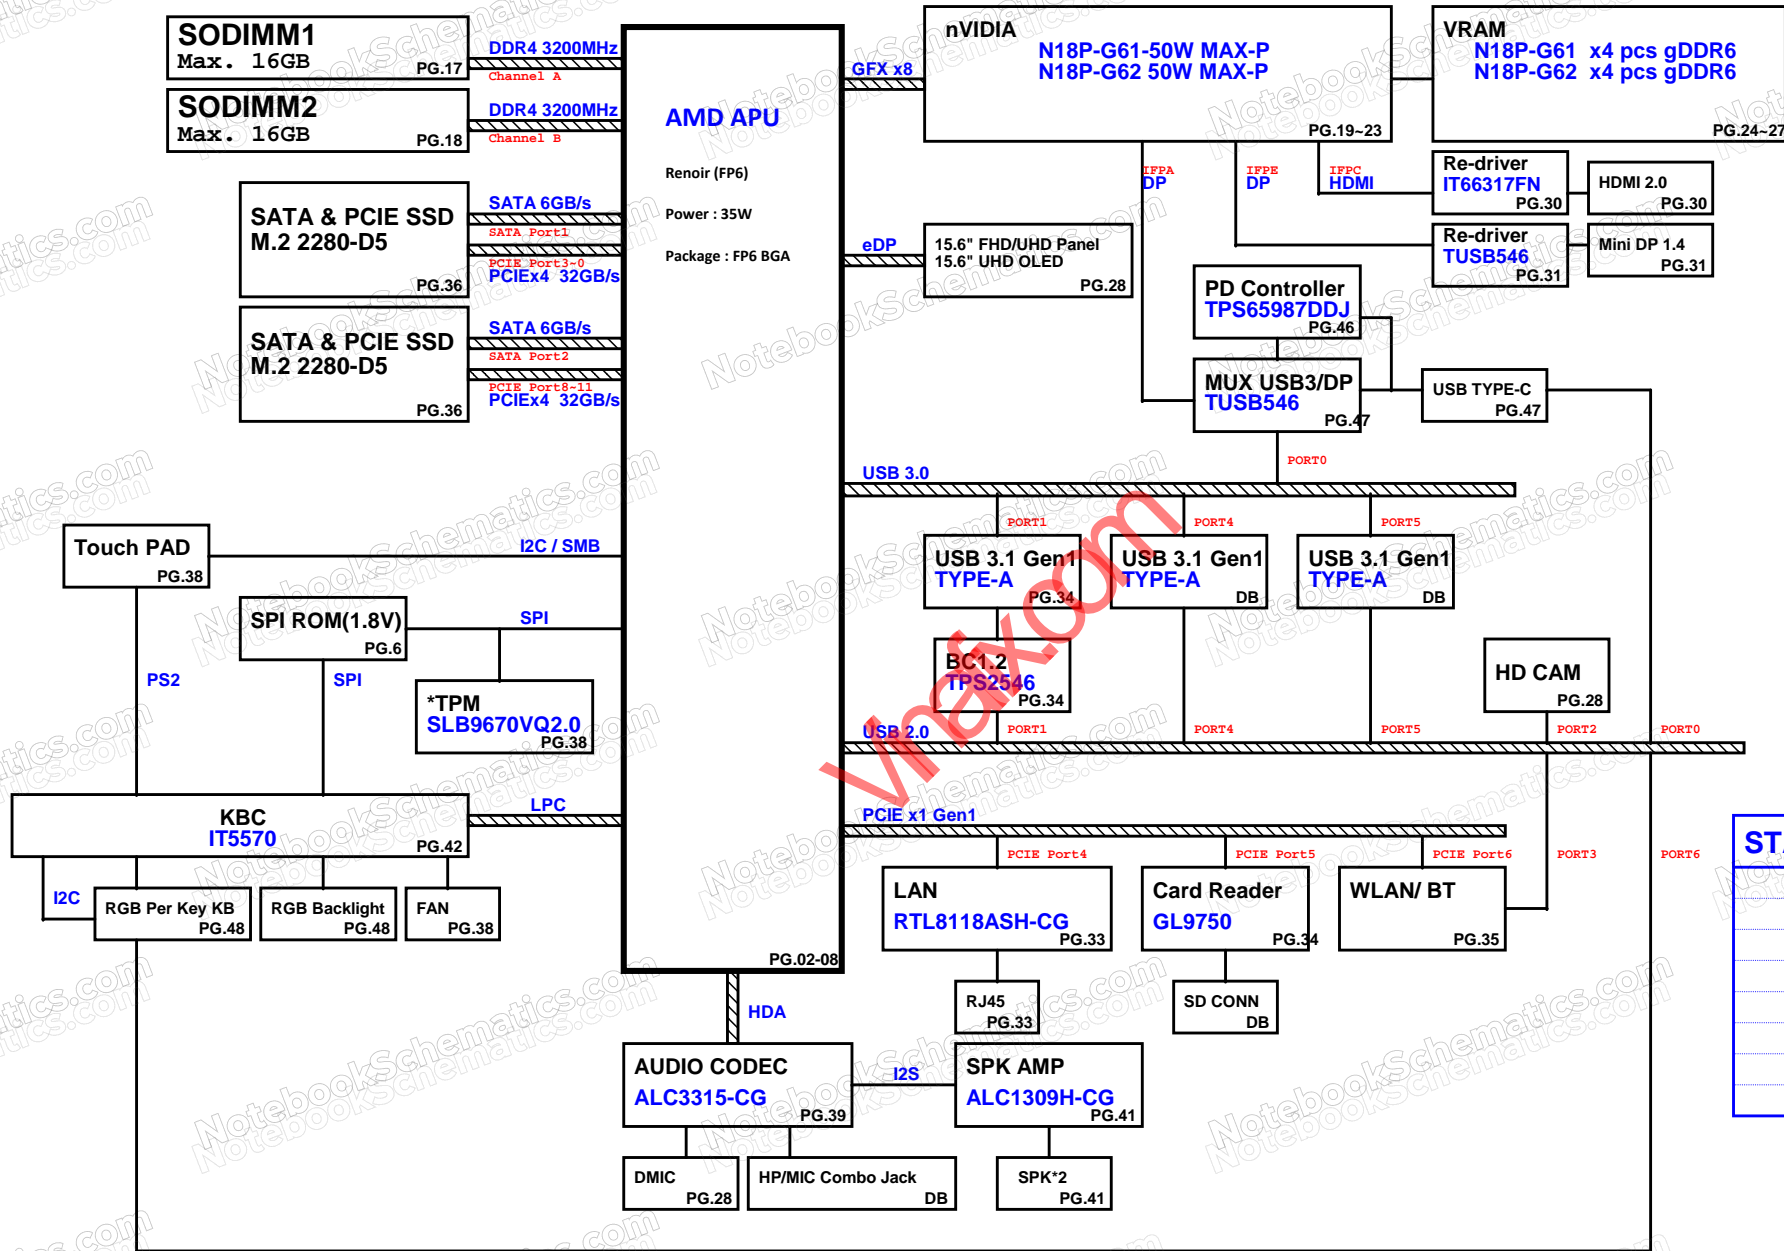 SODIMM1
Max. 16GB
PG.17
DDR4 3200MHz
Channel A
SODIMM2
Max. 16GB
PG.18
DDR4 3200MHz
Channel B
SATA & PCIE SSD
M.2 2280-D5
PG.36
SATA 6GB/s
SATA Port1
PCIE Port3~0
PCIEx4 32GB/s
SATA & PCIE SSD
M.2 2280-D5
PG.36
SATA 6GB/s
SATA Port2
PCIE Port8~11
PCIEx4 32GB/s
AMD APU
Renoir (FP6)
Power : 35W
Package : FP6 BGA
PG.02-08
GFX x8
nVIDIA
N18P-G61-50W MAX-P
N18P-G62 50W MAX-P
PG.19~23
VRAM
N18P-G61 x4 pcs gDDR6
N18P-G62 x4 pcs gDDR6
PG.24~27
IFPA
DP
IFPE
DP
IFPC
HDMI
Re-driver
IT66317FN
PG.30
HDMI 2.0
PG.30
Re-driver
TUSB546
PG.31
Mini DP 1.4
PG.31
eDP
15.6" FHD/UHD Panel
15.6" UHD OLED
PG.28
PD Controller
TPS65987DDJ
PG.46
MUX USB3/DP
TUSB546
PG.47
USB TYPE-C
PG.47
PORT0
USB 3.0
PORT1
PORT4
PORT5
USB 3.1 Gen1
TYPE-A
PG.34
USB 3.1 Gen1
TYPE-A
DB
USB 3.1 Gen1
TYPE-A
DB
BC1.2
TPS2546
PG.34
HD CAM
PG.28
USB 2.0
PORT1
PORT4
PORT5
PORT2
PORT0
Touch PAD
PG.38
I2C / SMB
SPI ROM(1.8V)
PG.6
SPI
PS2
SPI
*TPM
SLB9670VQ2.0
PG.38
KBC
IT5570
PG.42
LPC
I2C
RGB Per Key KB
PG.48
RGB Backlight
PG.48
FAN
PG.38
PCIE x1 Gen1
PCIE Port4
PCIE Port5
PCIE Port6
PORT3
PORT6
LAN
RTL8118ASH-CG
PG.33
Card Reader
GL9750
PG.34
WLAN/ BT
PG.35
RJ45
PG.33
SD CONN
DB
HDA
AUDIO CODEC
ALC3315-CG
PG.39
I2S
SPK AMP
ALC1309H-CG
PG.41
DMIC
PG.28
HP/MIC Combo Jack
DB
SPK*2
PG.41
STA
Vinafix.com
NotebookSchematics.com